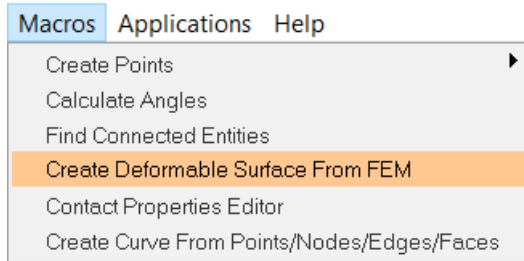 Macros Applications Help
Create Points
Calculate Angles
Find Connected Entities
Create Deformable Surface From FEM
Contact Properties Editor
Create Curve From Points/Nodes/Edges/Faces